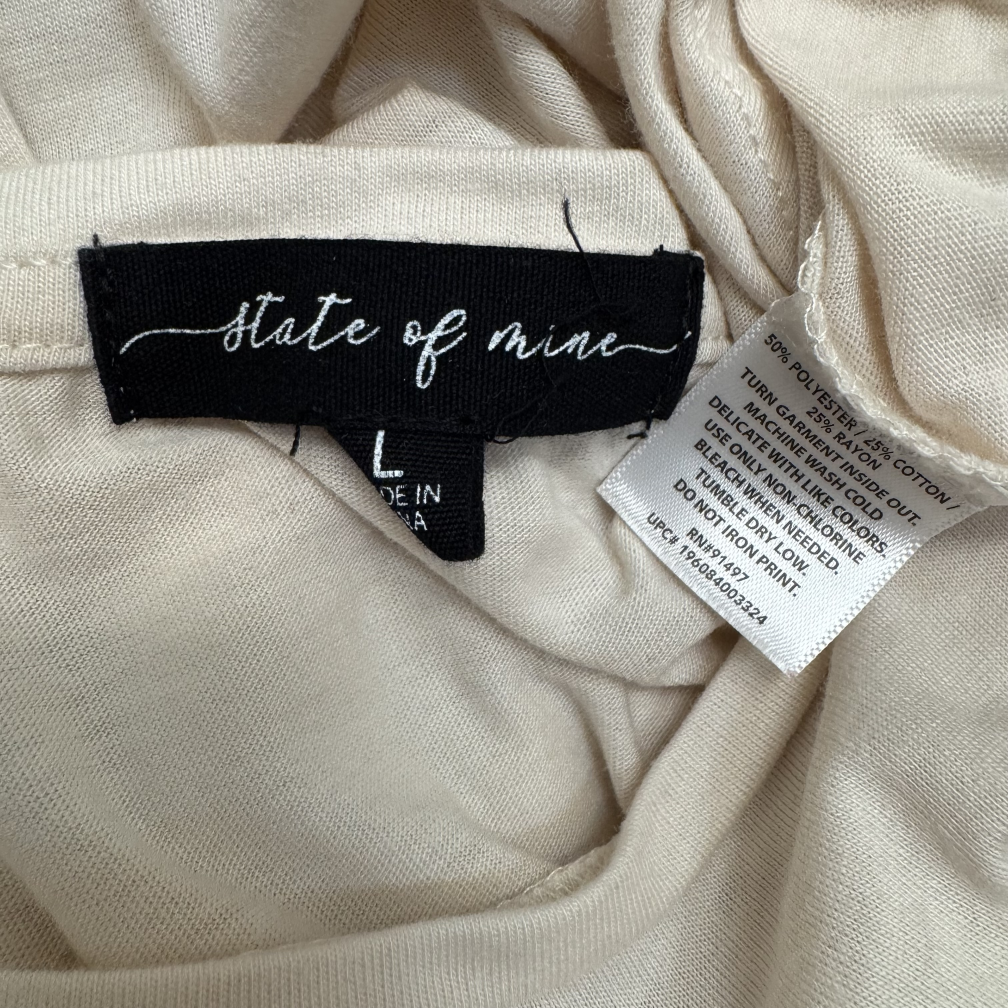 state of mine
L
DE IN
NA
50% POLYESTER / 25% COTTON /
25% RAYON
TURN GARMENT INSIDE OUT.
MACHINE WASH COLD
DELICATE WITH LIKE COLORS.
USE ONLY NON-CHLORINE
BLEACH WHEN NEEDED.
TUMBLE DRY LOW.
DO NOT IRON PRINT.
RN#91497
UPC# 196084003324